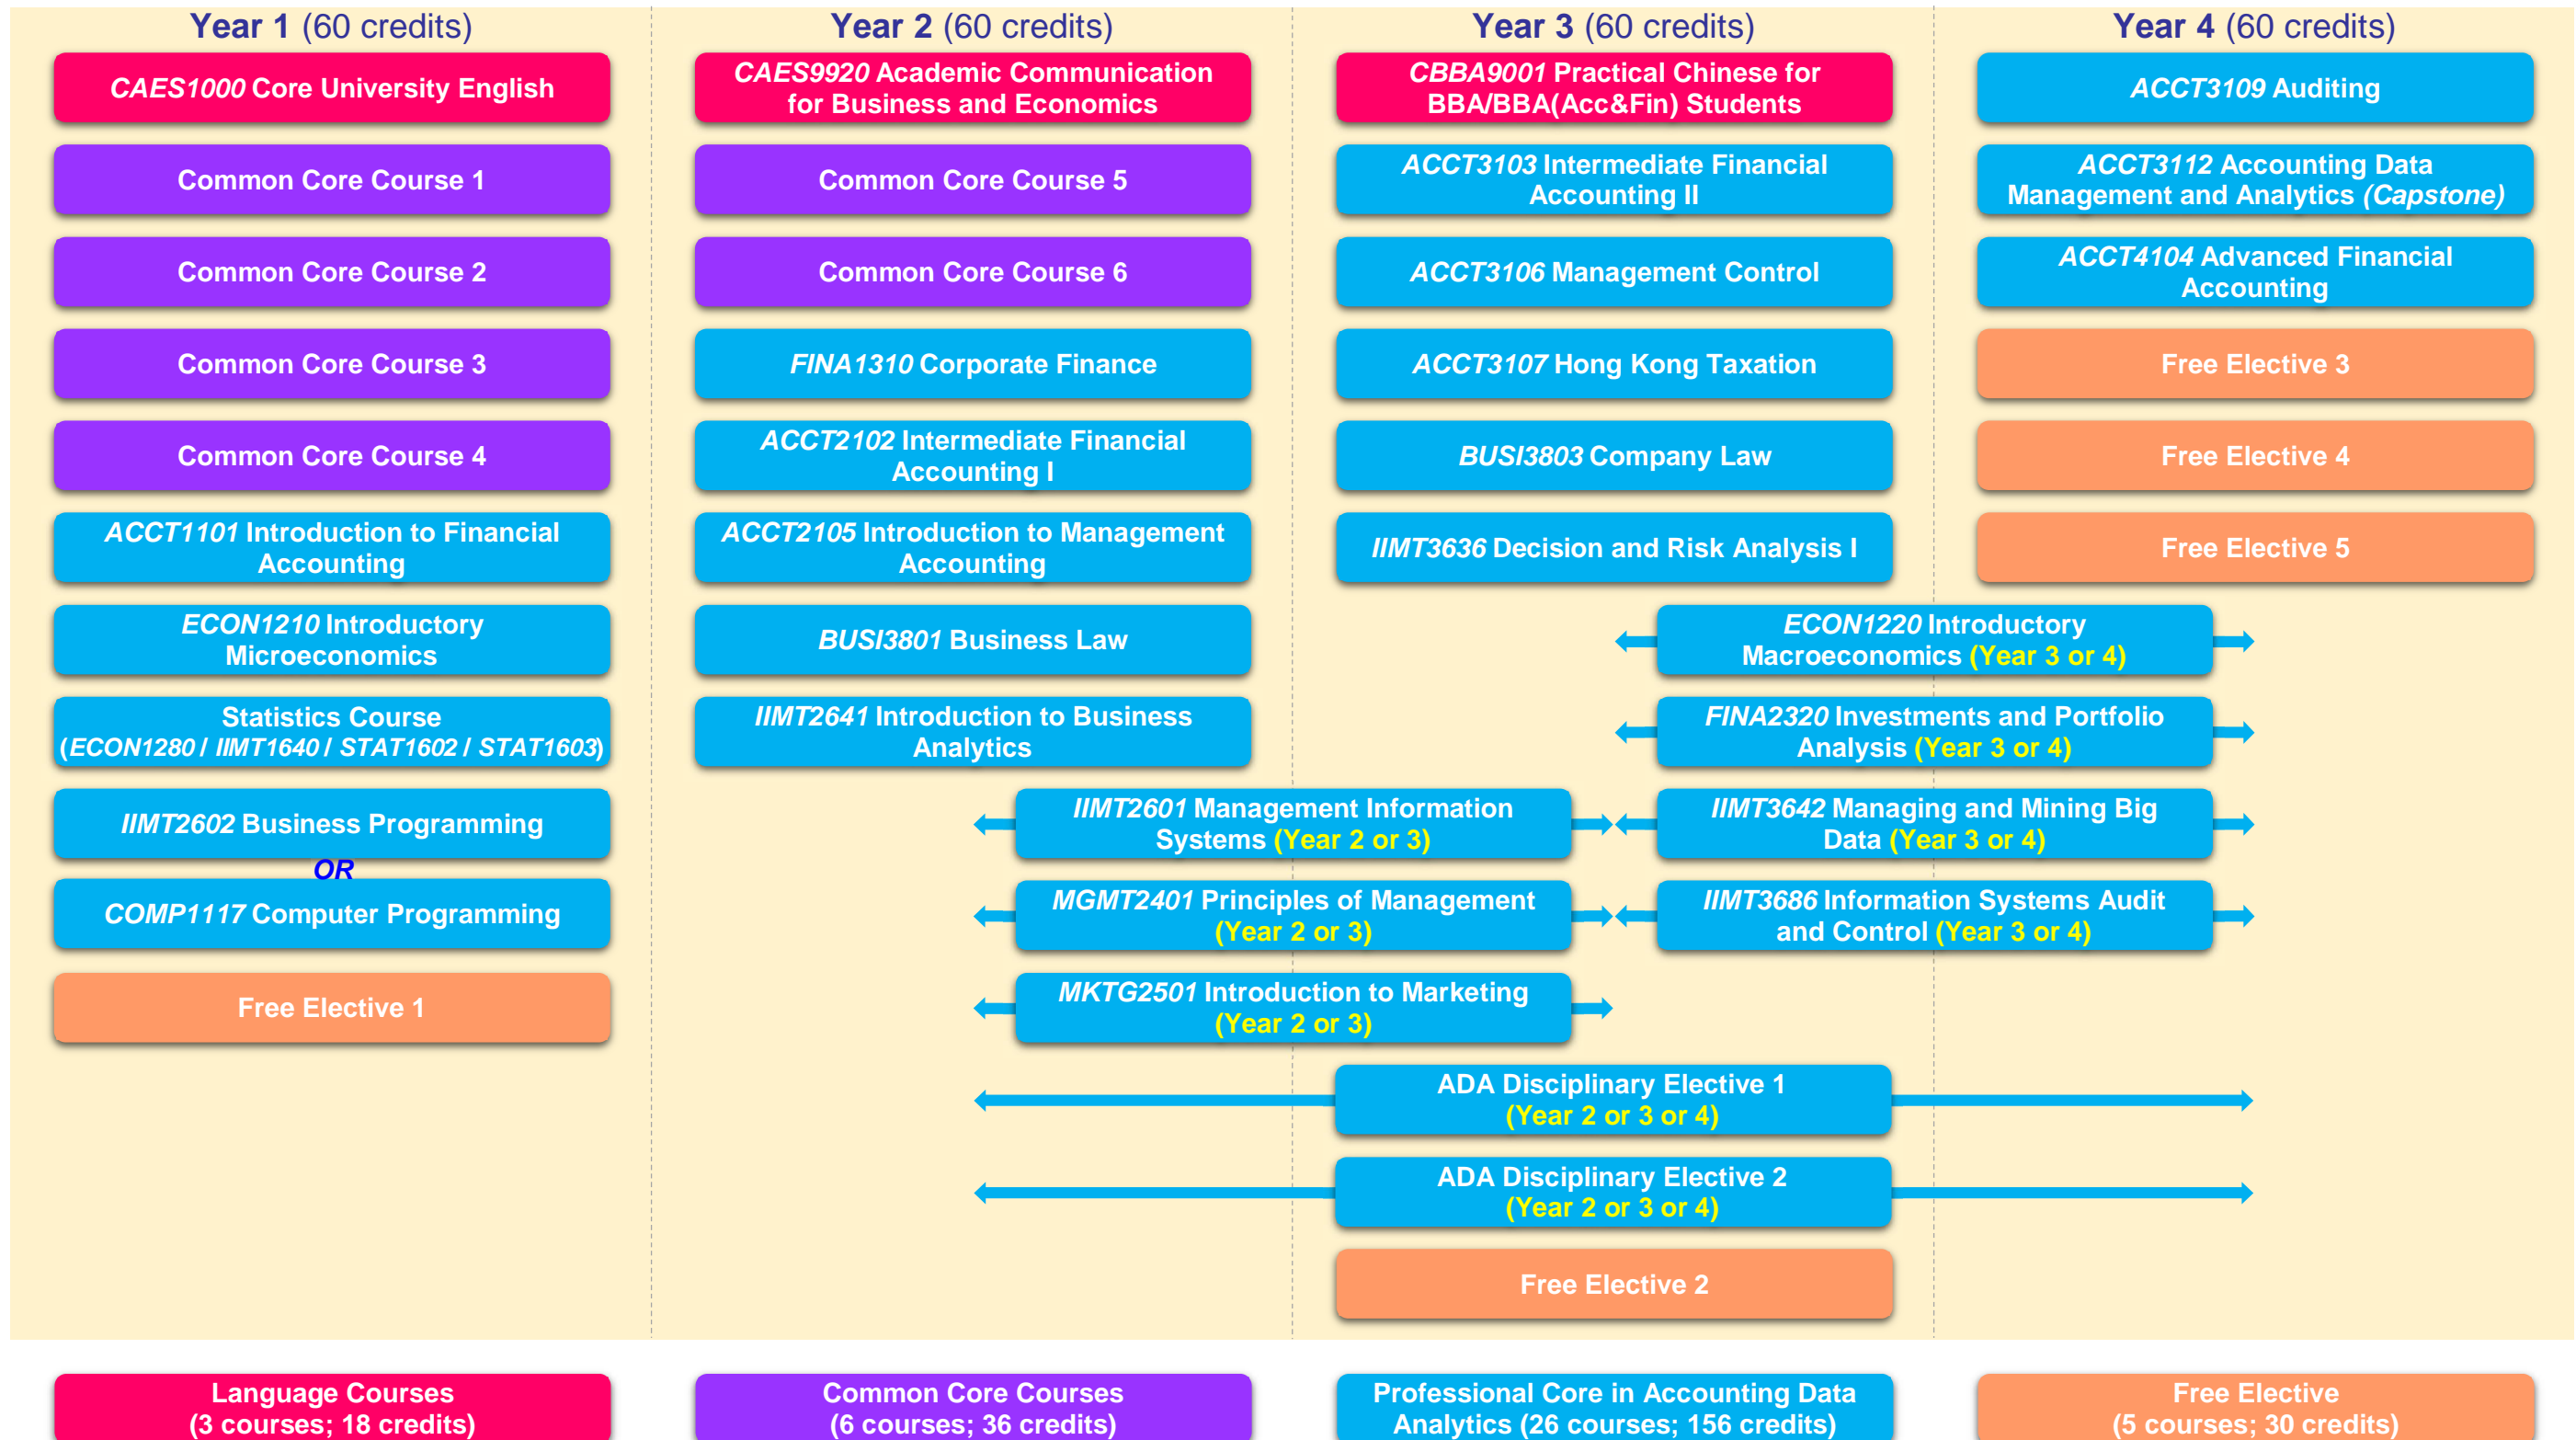 Year 1 (60 credits)
CAES1000 Core University English
Common Core Course 1
Common Core Course 2
Common Core Course 3
Common Core Course 4
ACCT1101 Introduction to Financial
Accounting
ECON1210 Introductory
Microeconomics
Statistics Course
(ECON1280 / IIMT1640 / STAT1602 / STAT1603)
IIMT2602 Business Programming
OR
COMP1117 Computer Programming
Free Elective 1
Year 2 (60 credits)
CAES9920 Academic Communication
for Business and Economics
Common Core Course 5
Common Core Course 6
FINA1310 Corporate Finance
ACCT2102 Intermediate Financial
Accounting I
ACCT2105 Introduction to Management
Accounting
BUSI3801 Business Law
IIMT2641 Introduction to Business
Analytics
IIMT2601 Management Information
Systems (Year 2 or 3)
MGMT2401 Principles of Management
(Year 2 or 3)
MKTG2501 Introduction to Marketing
(Year 2 or 3)
Year 3 (60 credits)
CBBA9001 Practical Chinese for
BBA/BBA(Acc&Fin) Students
ACCT3103 Intermediate Financial
Accounting II
ACCT3106 Management Control
ACCT3107 Hong Kong Taxation
BUSI3803 Company Law
IIMT3636 Decision and Risk Analysis I
ADA Disciplinary Elective 1
(Year 2 or 3 or 4)
ADA Disciplinary Elective 2
(Year 2 or 3 or 4)
Free Elective 2
Year 4 (60 credits)
ACCT3109 Auditing
ACCT3112 Accounting Data
Management and Analytics (Capstone)
ACCT4104 Advanced Financial
Accounting
Free Elective 3
Free Elective 4
Free Elective 5
ECON1220 Introductory
Macroeconomics (Year 3 or 4)
FINA2320 Investments and Portfolio
Analysis (Year 3 or 4)
IIMT3642 Managing and Mining Big
Data (Year 3 or 4)
IIMT3686 Information Systems Audit
and Control (Year 3 or 4)
Language Courses
(3 courses; 18 credits)
Common Core Courses
(6 courses; 36 credits)
Professional Core in Accounting Data
Analytics (26 courses; 156 credits)
Free Elective
(5 courses; 30 credits)